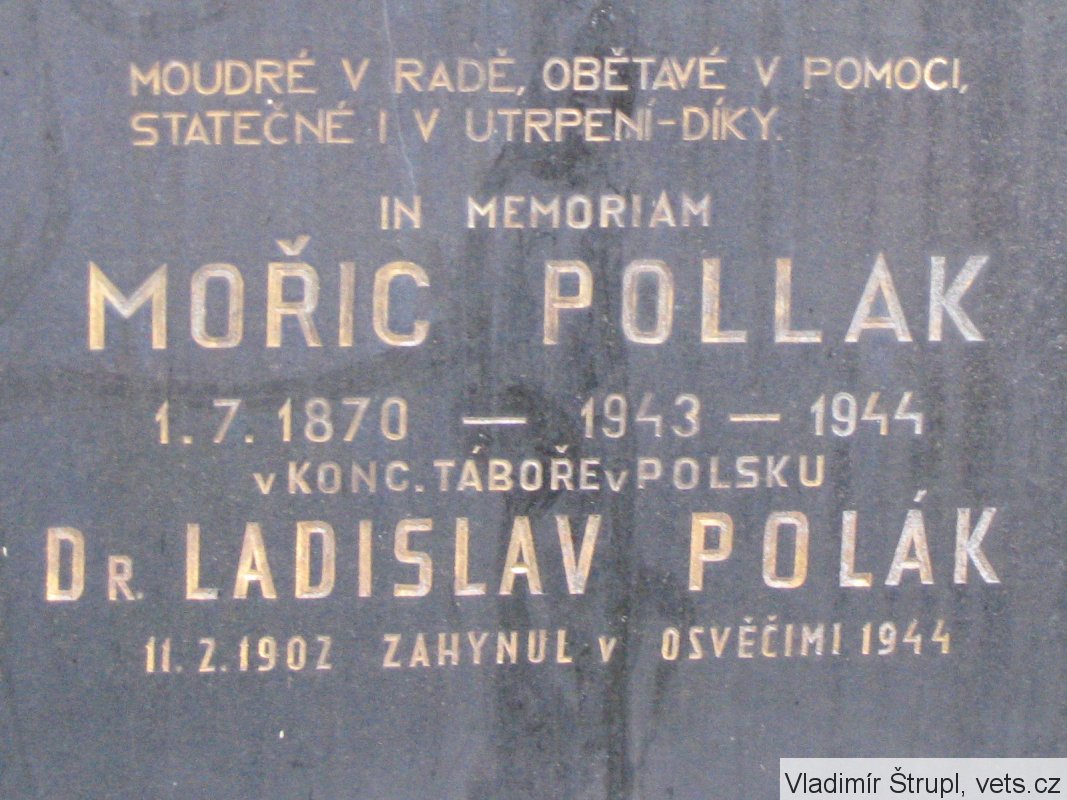 MOUDRÉ V RADĚ, OBĚTAVÉ V POMOCI,
STATEČNÉ I V UTRPENÍ-DÍKY.
IN MEMORIAM
MOŘIC POLLAK
1.7.1870 — 1943 — 1944
v KONC. TÁBOŘE v POLSKU
DR. LADISLAV POLÁK
11.2.1902 ZAHYNUL v OSVĚČIMI 1944
Vladimír Štrupl, vets.cz